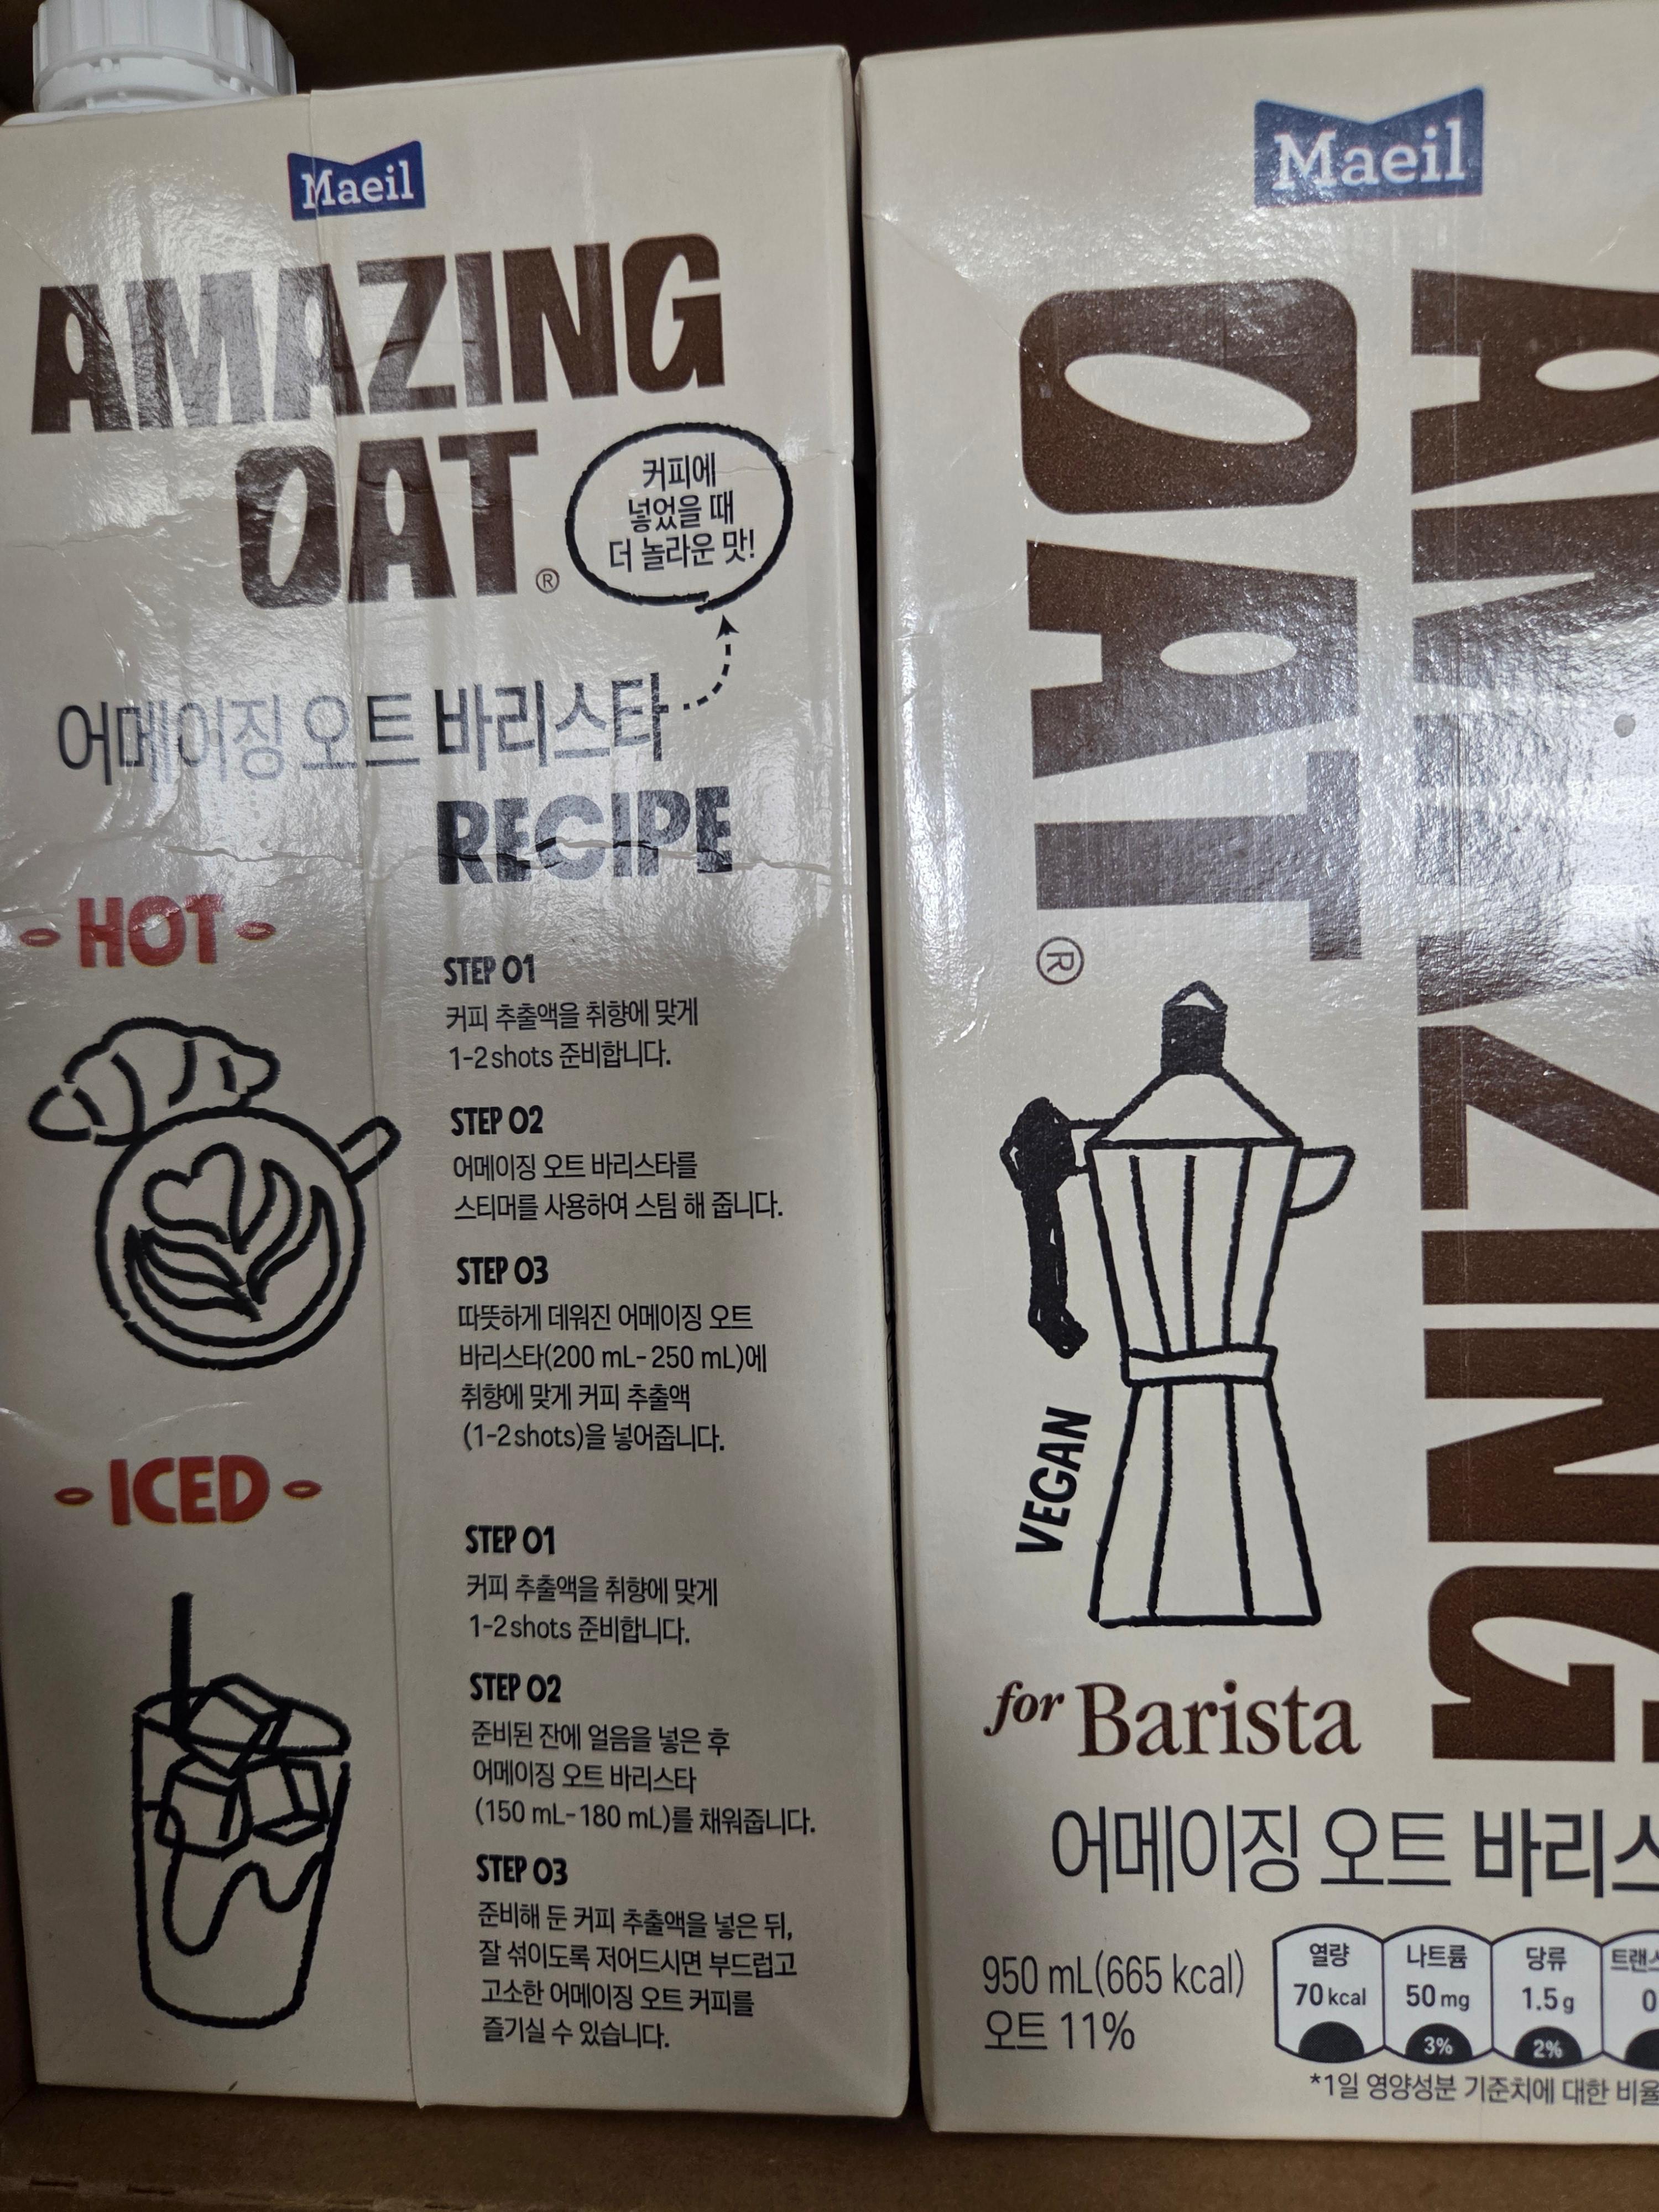 Maeil
AMAZING
OAT®
커피에
넣었을 때
더 놀라운 맛!
어메이징 오트 바리스타
RECIPE
HOT
STEP 01
커피 추출액을 취향에 맞게
1-2shots 준비합니다.
STEP 02
어메이징 오트 바리스타를
스티머를 사용하여 스팀 해 줍니다.
STEP 03
따뜻하게 데워진 어메이징 오트
바리스타(200 mL-250 mL)에
취향에 맞게 커피 추출액
(1-2shots)을 넣어줍니다.
ICED
STEP 01
커피 추출액을 취향에 맞게
1-2shots 준비합니다.
STEP 02
준비된 잔에 얼음을 넣은 후
어메이징 오트 바리스타
(150 mL-180 mL)를 채워줍니다.
STEP 03
준비해 둔 커피 추출액을 넣은 뒤,
잘 섞이도록 저어드시면 부드럽고
고소한 어메이징 오트 커피를
즐기실 수 있습니다.
Maeil
AMAZING
OAT®
VEGAN
for Barista
어메이징 오트 바리스
950 mL(665 kcal)
오트 11%
열량
70 kcal
나트륨
50 mg
3%
당류
1.5 g
2%
트랜스
0
*1일 영양성분 기준치에 대한 비율